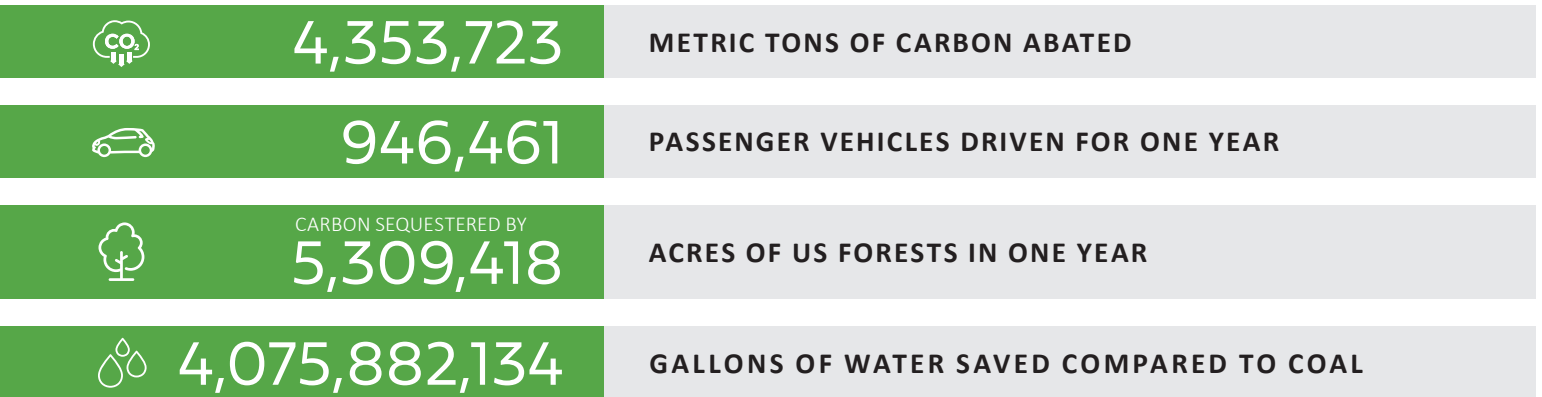 CO₂
4,353,723 METRIC TONS OF CARBON ABATED
946,461 PASSENGER VEHICLES DRIVEN FOR ONE YEAR
CARBON SEQUESTERED BY
5,309,418 ACRES OF US FORESTS IN ONE YEAR
4,075,882,134 GALLONS OF WATER SAVED COMPARED TO COAL